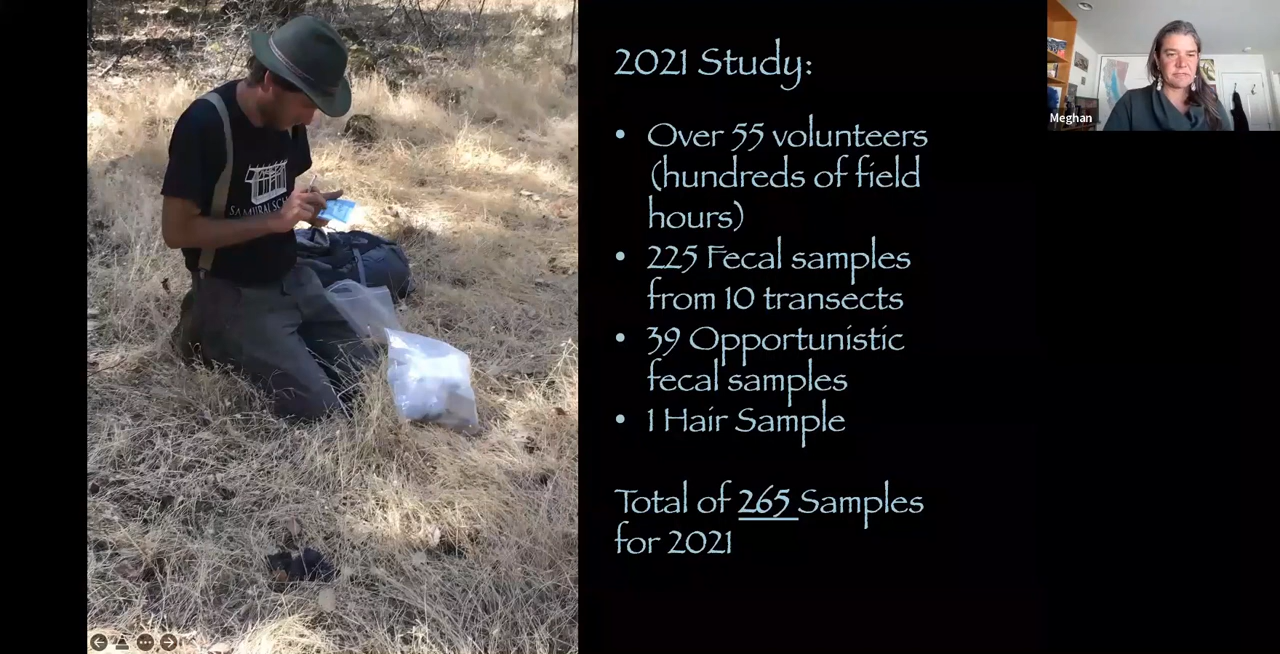 2021 Study:
Meghan
• Over 55 volunteers
(hundreds of field
hours)
• 225 Fecal samples
from 10 transects
• 39 Opportunistic
fecal samples
• 1 Hair Sample
Total of 265 Samples
for 2021